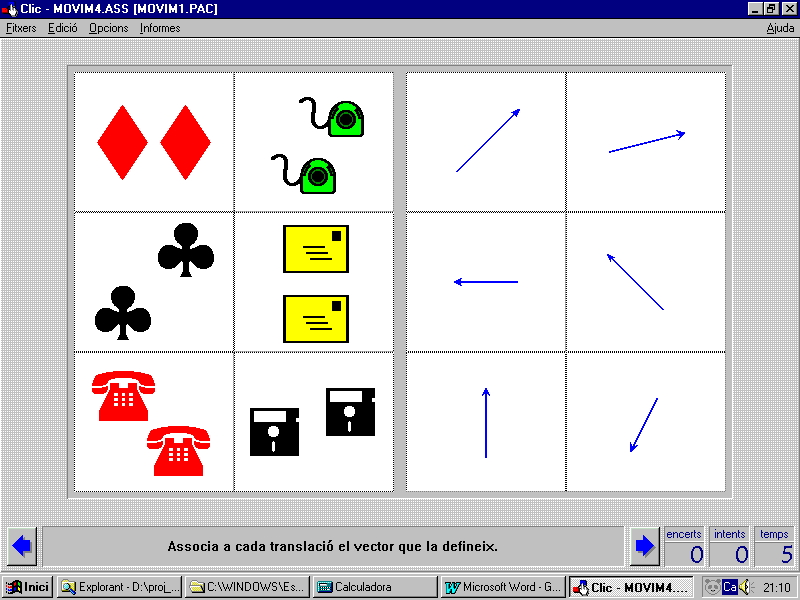 Clic - MOVIM4.ASS [MOVIM1.PAC]
Fitxers Edició Opcions Informes Ajuda
Associa a cada translació el vector que la defineix.
encerts intents temps
0 0 5
Inici Explorant - D:\proj_... C:\WINDOWS\Es... Calculadora Microsoft Word - G... Clic - MOVIM4.... Ca 21:10